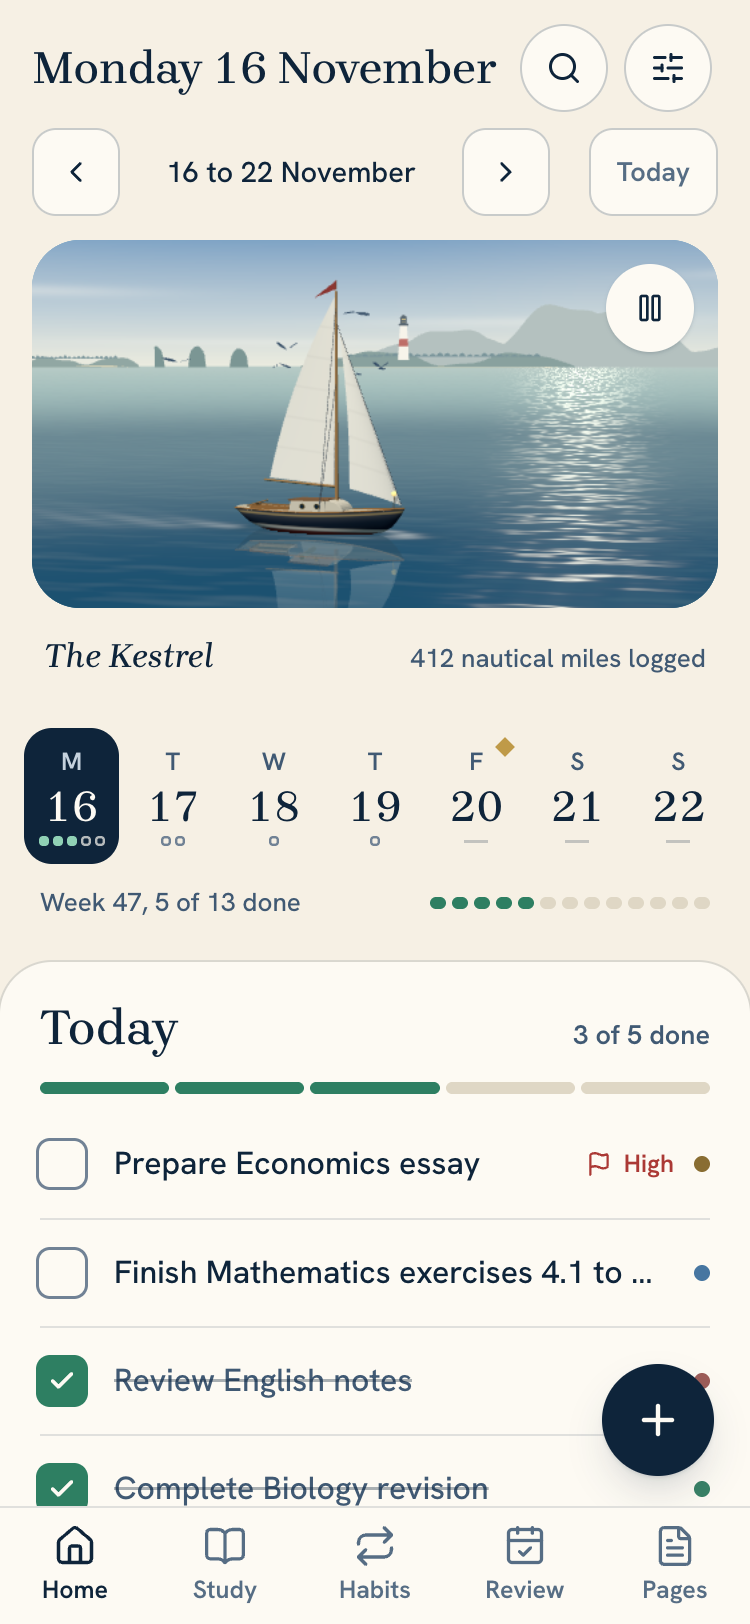 Monday 16 November
16 to 22 November
Today
The Kestrel
412 nautical miles logged
M T W T F S S
16 17 18 19 20 21 22
Week 47, 5 of 13 done
Today
3 of 5 done
Prepare Economics essay
High
Finish Mathematics exercises 4.1 to ...
Review English notes
Complete Biology revision
Home Study Habits Review Pages